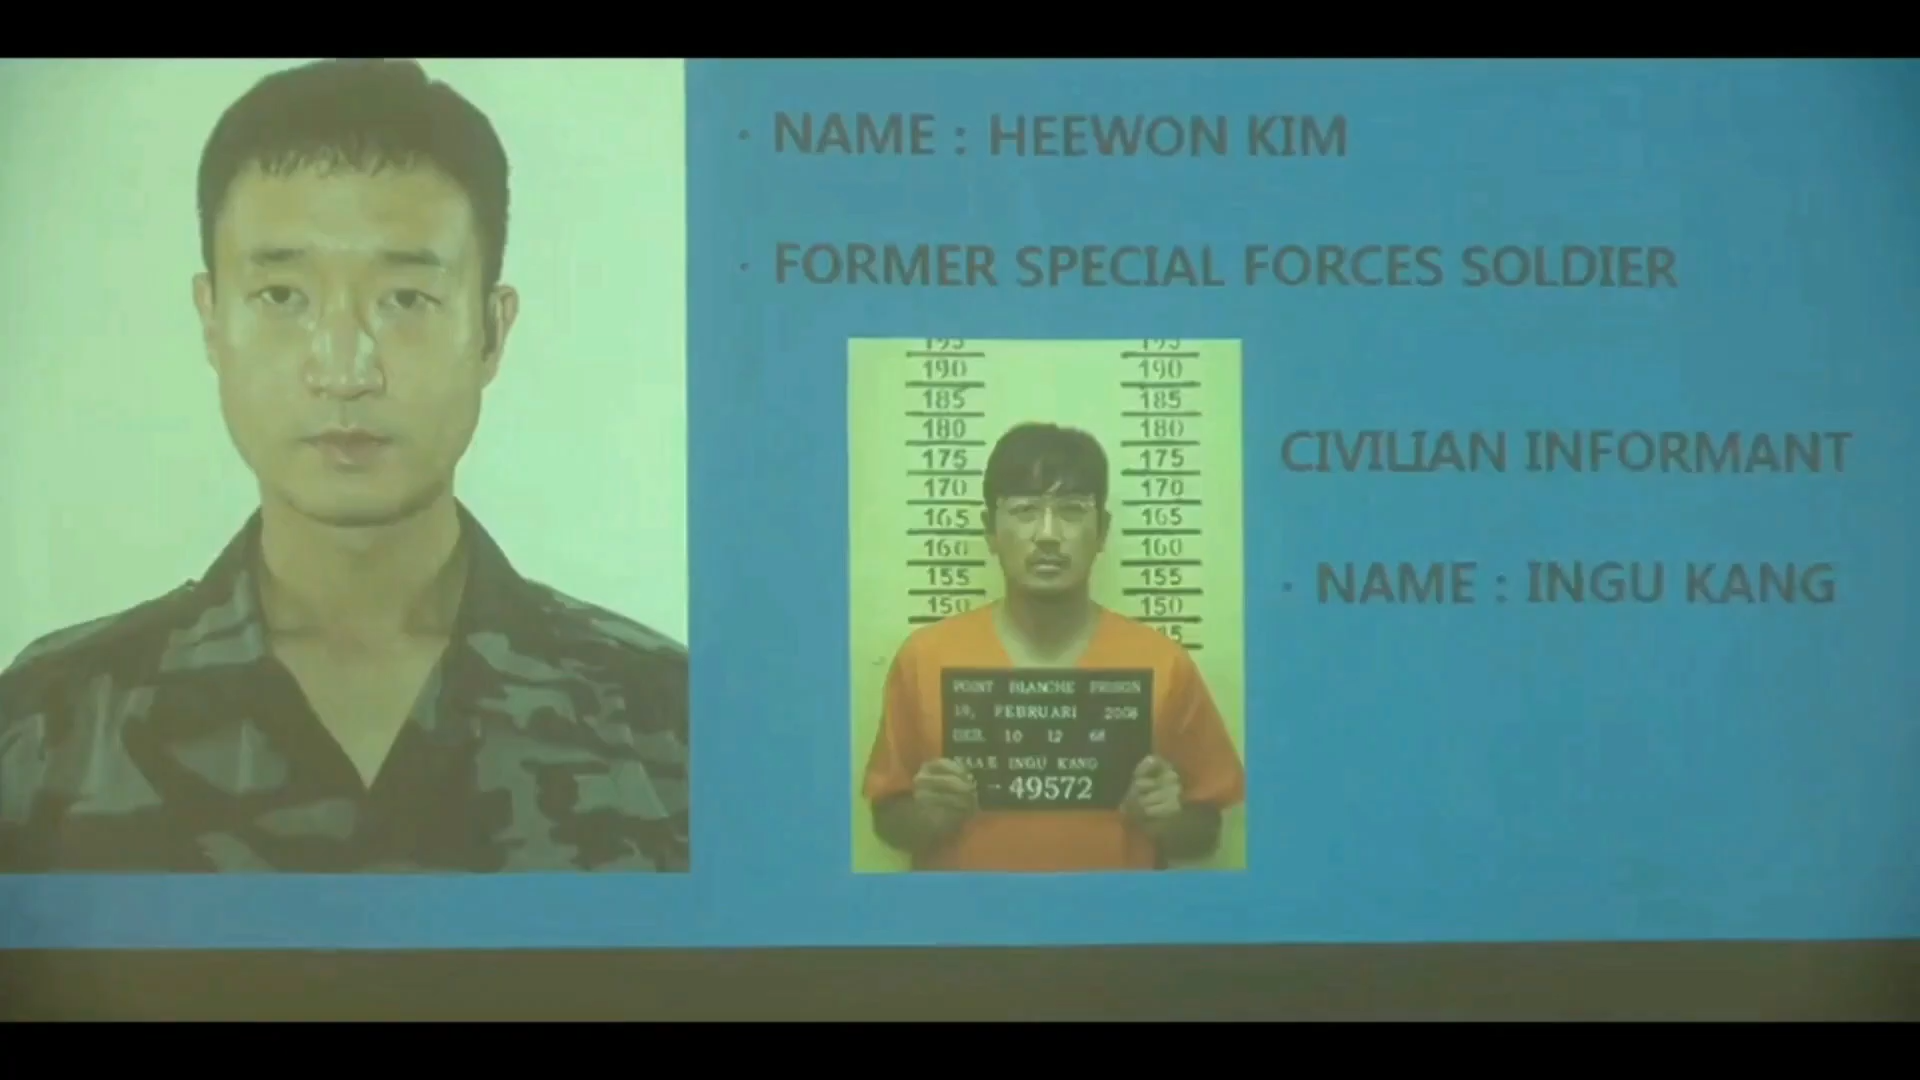 · NAME : HEEWON KIM
· FORMER SPECIAL FORCES SOLDIER
195 195
190 190
185 185
180 180
175 175
170 170
165 165
160 160
155 155
150 150
CIVILIAN INFORMANT
· NAME : INGU KANG
POINT BLANCHE PRISON
FEBRUARI 2008
10 12 68
INGU KANG
- 49572